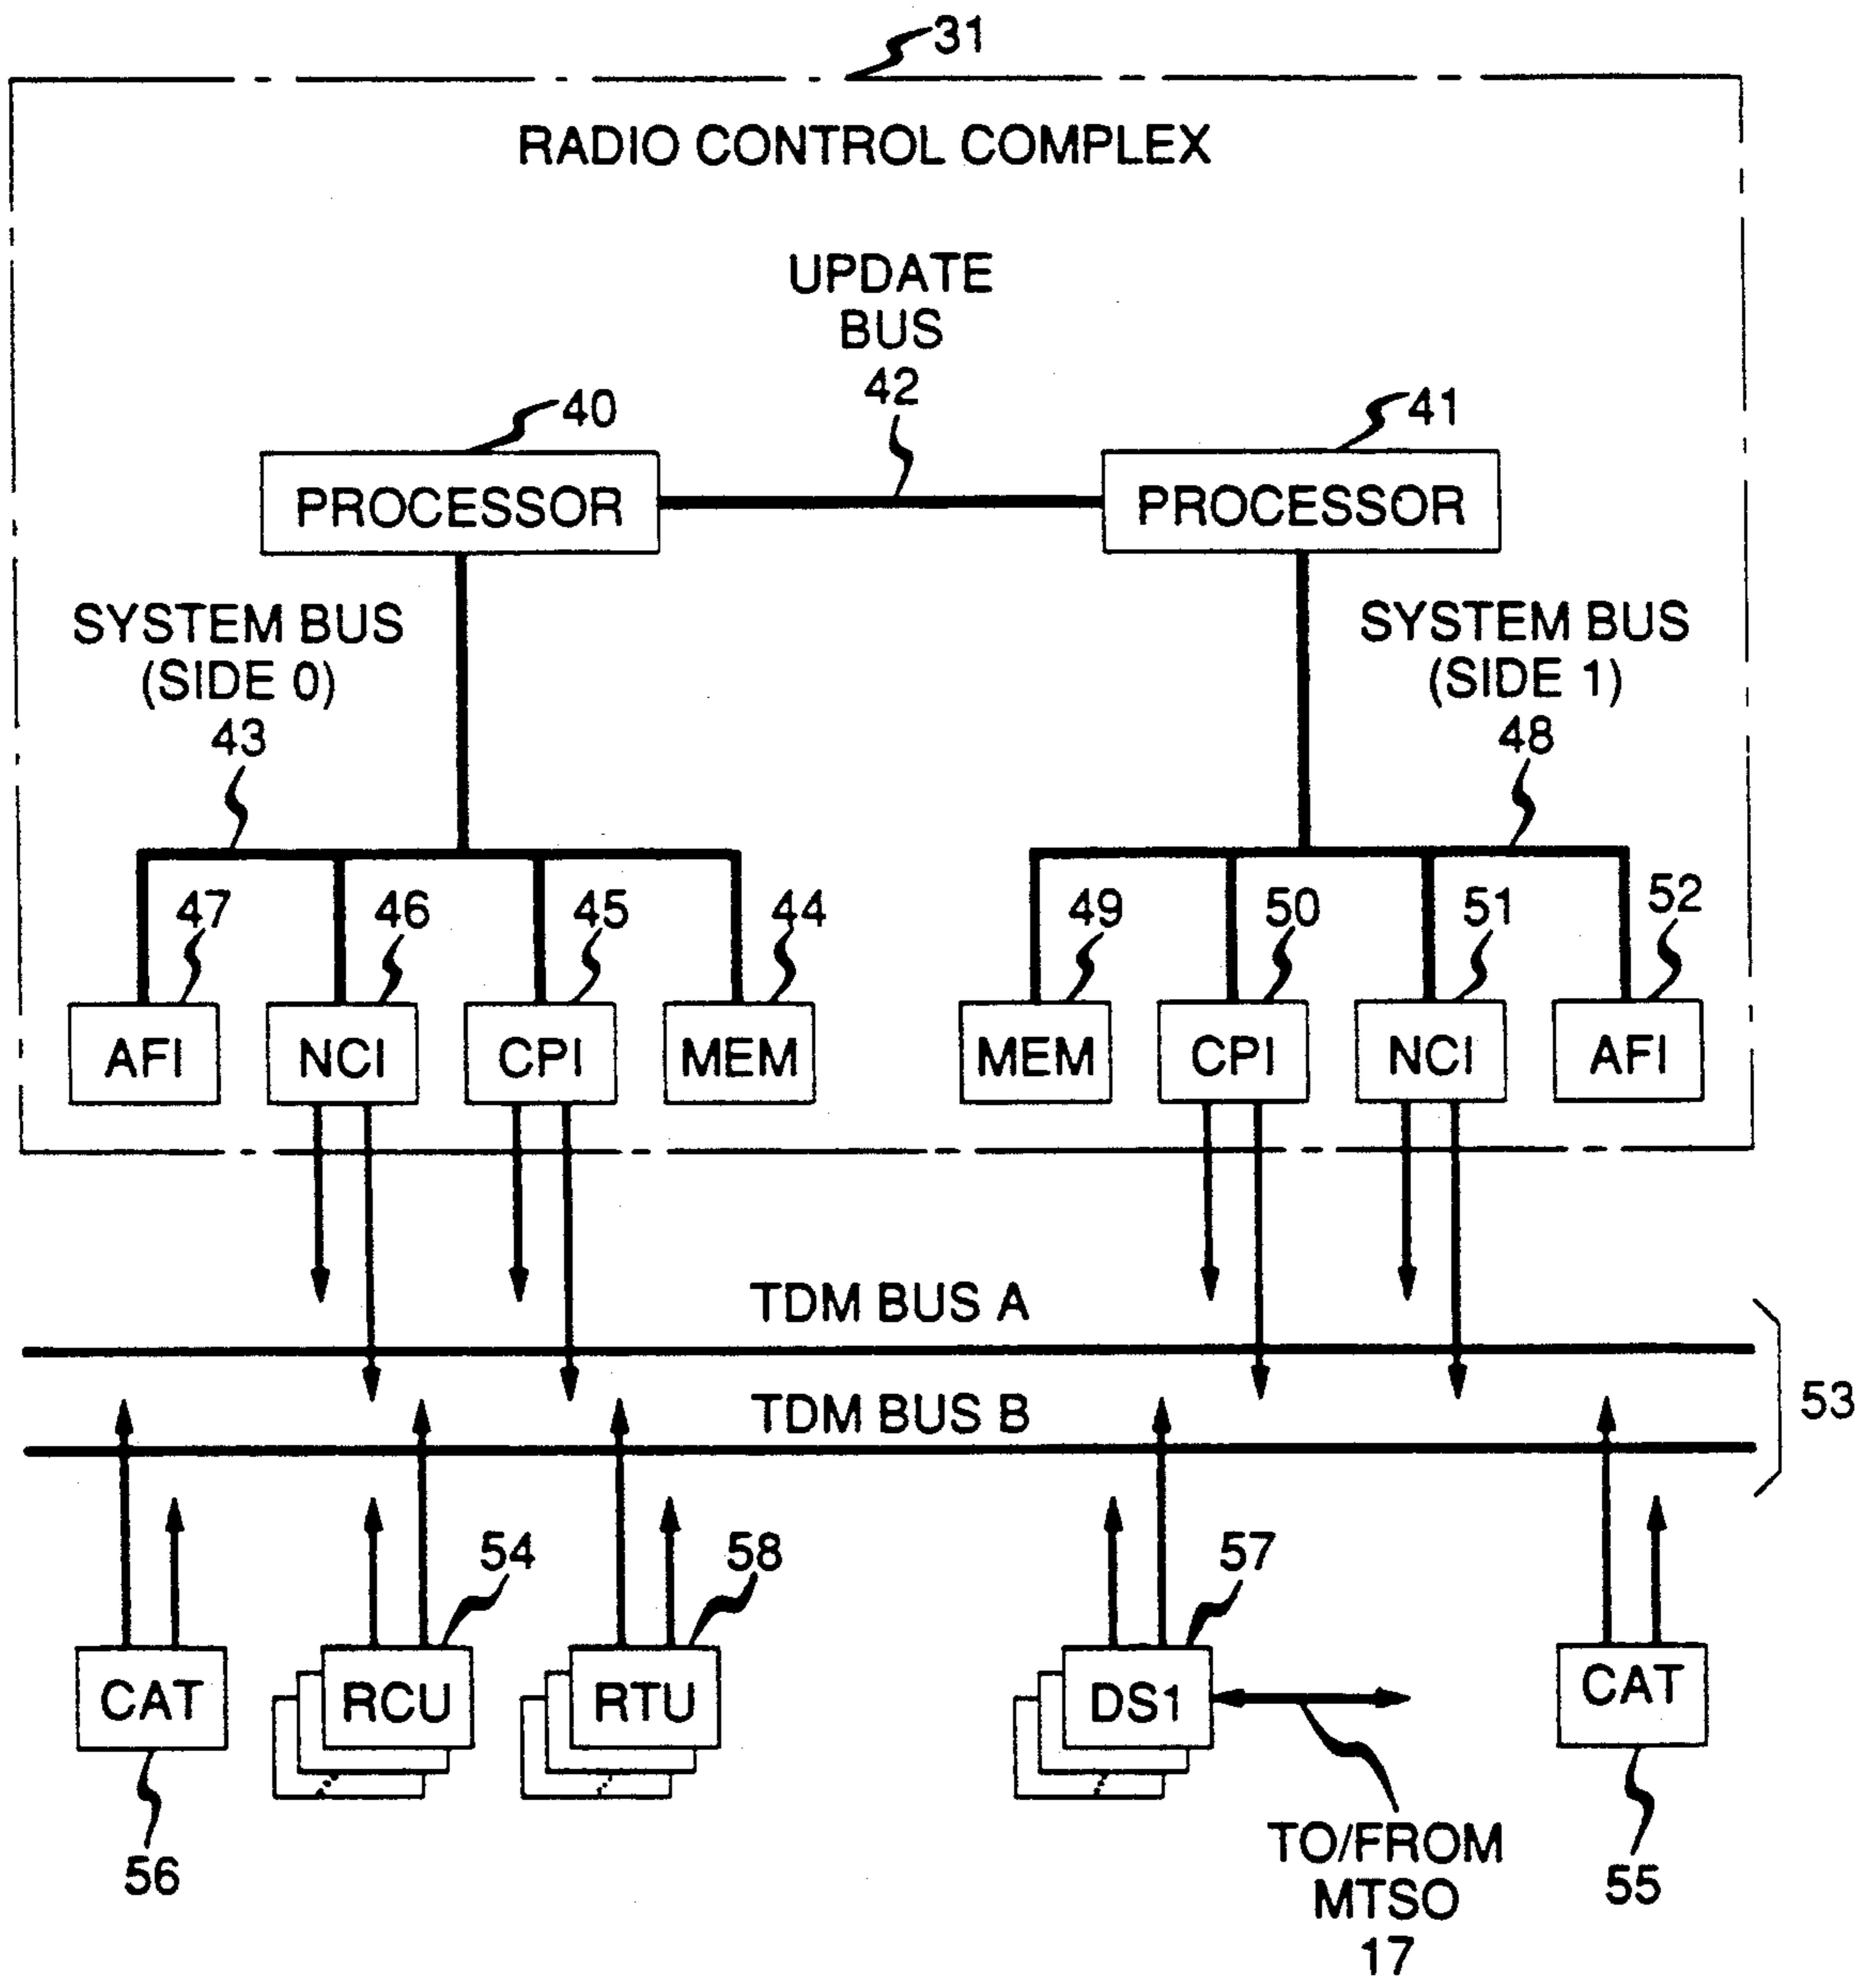 31
RADIO CONTROL COMPLEX
UPDATE
BUS
42
40
41
PROCESSOR
PROCESSOR
SYSTEM BUS
(SIDE 0)
43
SYSTEM BUS
(SIDE 1)
48
47
46
45
44
49
50
51
52
AFI
NCI
CPI
MEM
MEM
CPI
NCI
AFI
TDM BUS A
TDM BUS B
53
54
58
57
CAT
RCU
RTU
DS1
CAT
56
TO/FROM
MTSO
17
55